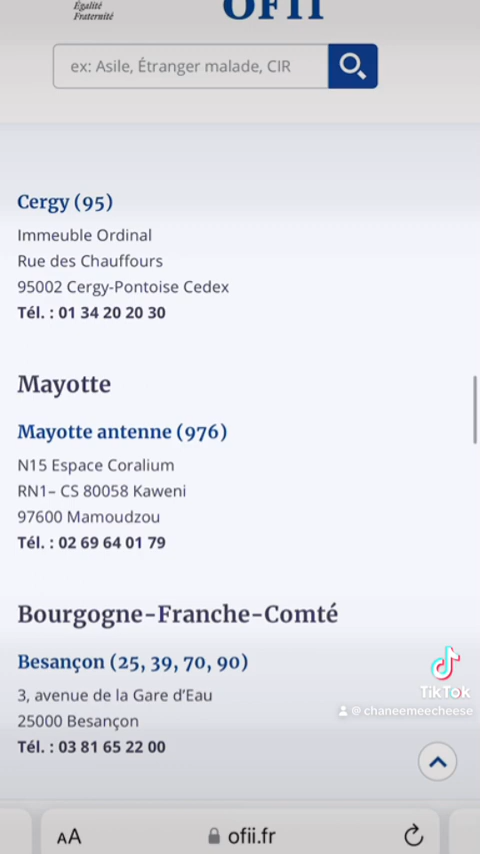 Égalité
Fraternité
OFII
ex: Asile, Étranger malade, CIR
Cergy (95)
Immeuble Ordinal
Rue des Chauffours
95002 Cergy-Pontoise Cedex
Tél. : 01 34 20 20 30
Mayotte
Mayotte antenne (976)
N15 Espace Coralium
RN1– CS 80058 Kaweni
97600 Mamoudzou
Tél. : 02 69 64 01 79
Bourgogne-Franche-Comté
Besançon (25, 39, 70, 90)
3, avenue de la Gare d’Eau
25000 Besançon
Tél. : 03 81 65 22 00
TikTok
@chaneemeecheese
AA
ofii.fr